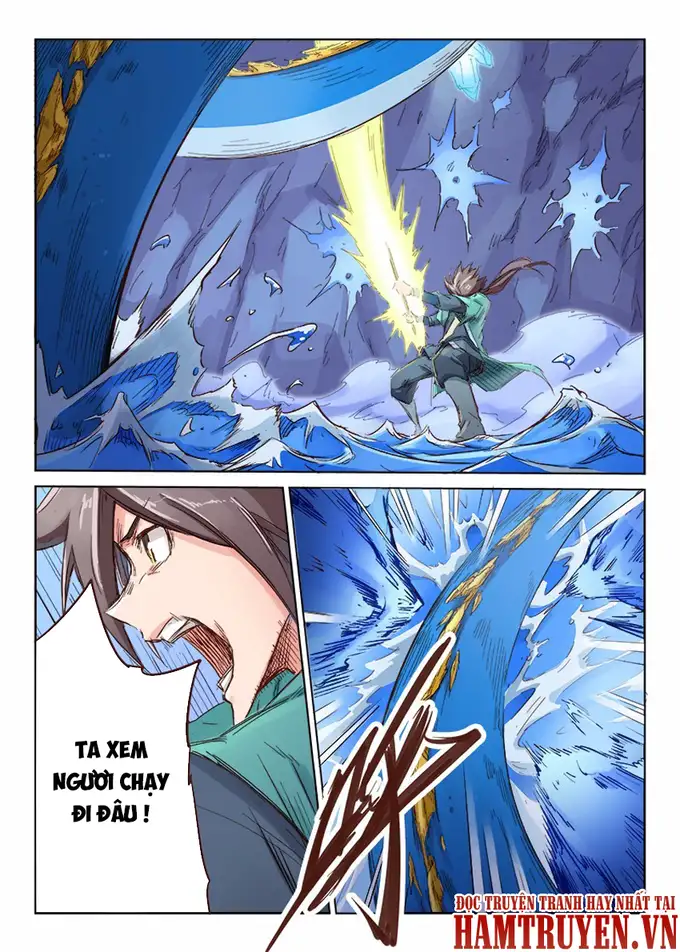 TA XEM
NGƯƠI CHẠY
ĐI ĐÂU !
ĐỌC TRUYỆN TRANH HAY NHẤT TẠI
HAMTRUYEN.VN